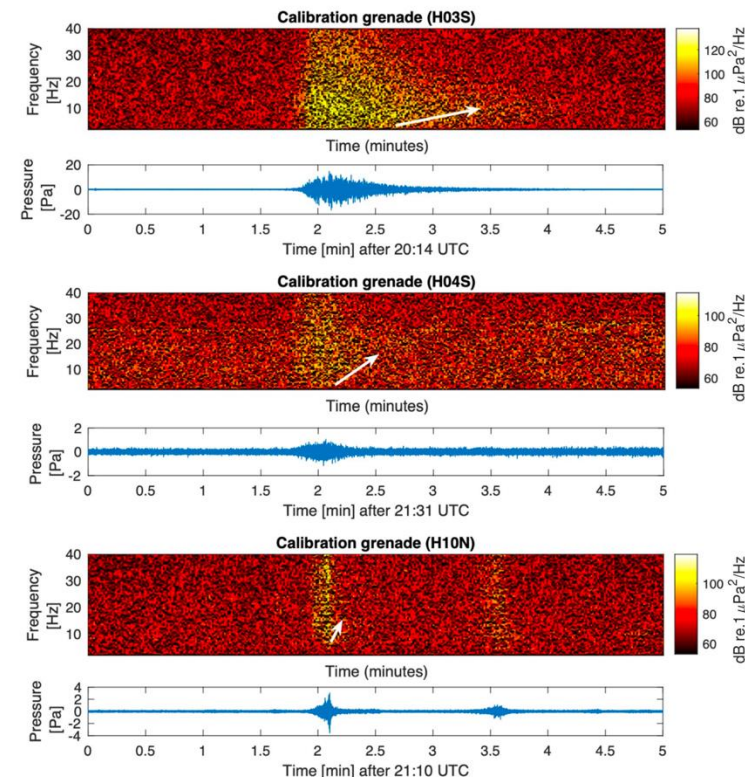 Calibration grenade (H03S)
40
30
20
10
Frequency
[Hz]
120
100
80
60
dB re.1 μPa²/Hz
Time (minutes)
20
0
-20
Pressure
[Pa]
0 0.5 1 1.5 2 2.5 3 3.5 4 4.5 5
Time [min] after 20:14 UTC
Calibration grenade (H04S)
40
30
20
10
Frequency
[Hz]
100
80
60
dB re.1 μPa²/Hz
Time (minutes)
2
0
-2
Pressure
[Pa]
0 0.5 1 1.5 2 2.5 3 3.5 4 4.5 5
Time [min] after 21:31 UTC
Calibration grenade (H10N)
40
30
20
10
Frequency
[Hz]
100
80
60
dB re.1 μPa²/Hz
Time (minutes)
4
2
0
-2
-4
Pressure
[Pa]
0 0.5 1 1.5 2 2.5 3 3.5 4 4.5 5
Time [min] after 21:10 UTC